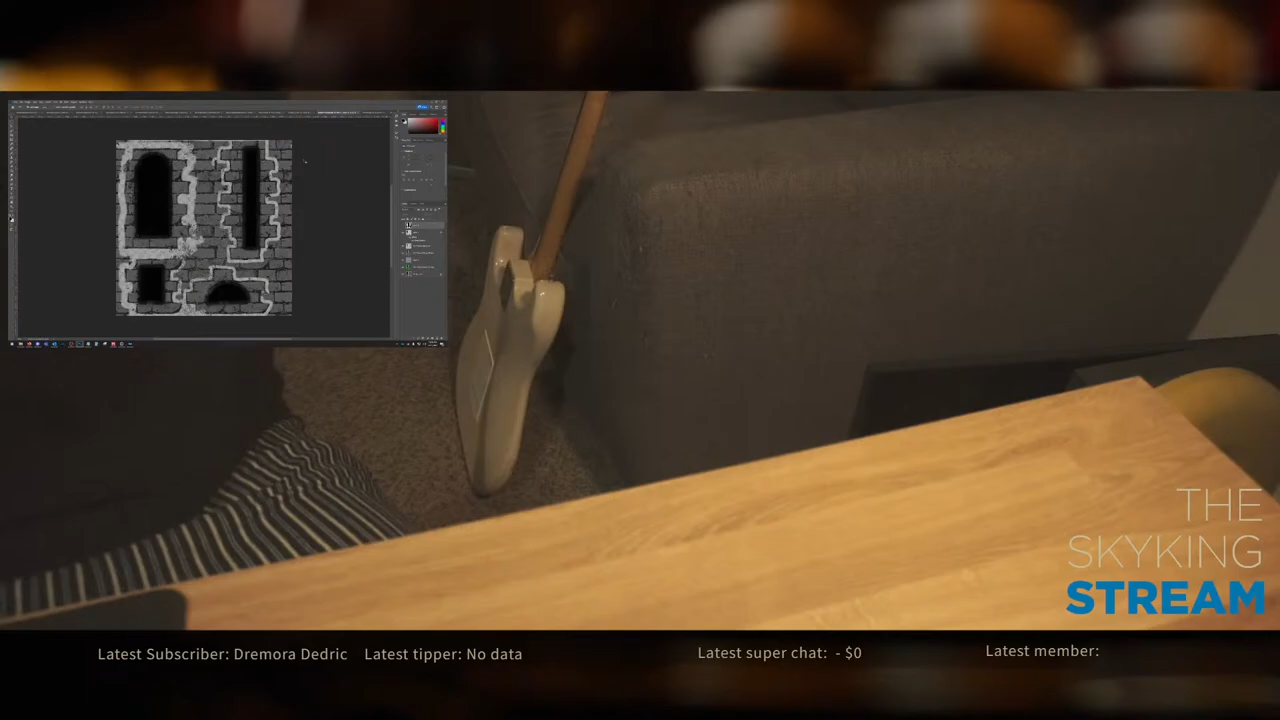 THE
SKYKING
STREAM
Latest Subscriber: Dremora Dedric
Latest tipper: No data
Latest super chat:  - $0
Latest member: